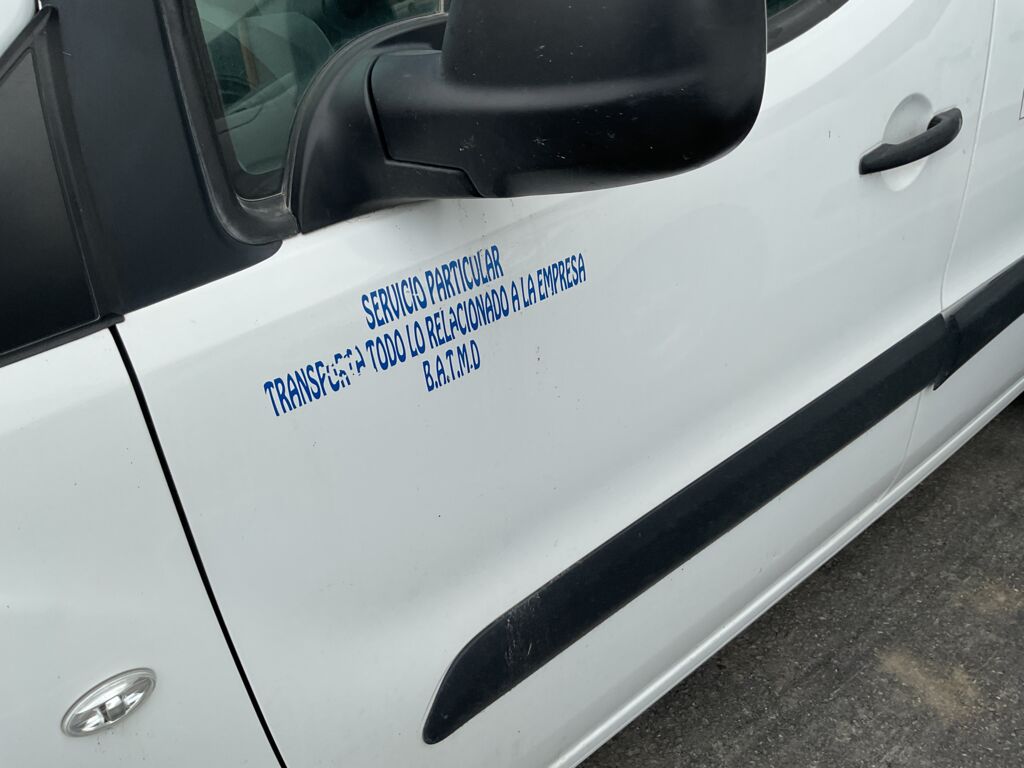 SERVICIO PARTICULAR
TRANSPORTA TODO LO RELACIONADO A LA EMPRESA
B.A.T.M.D